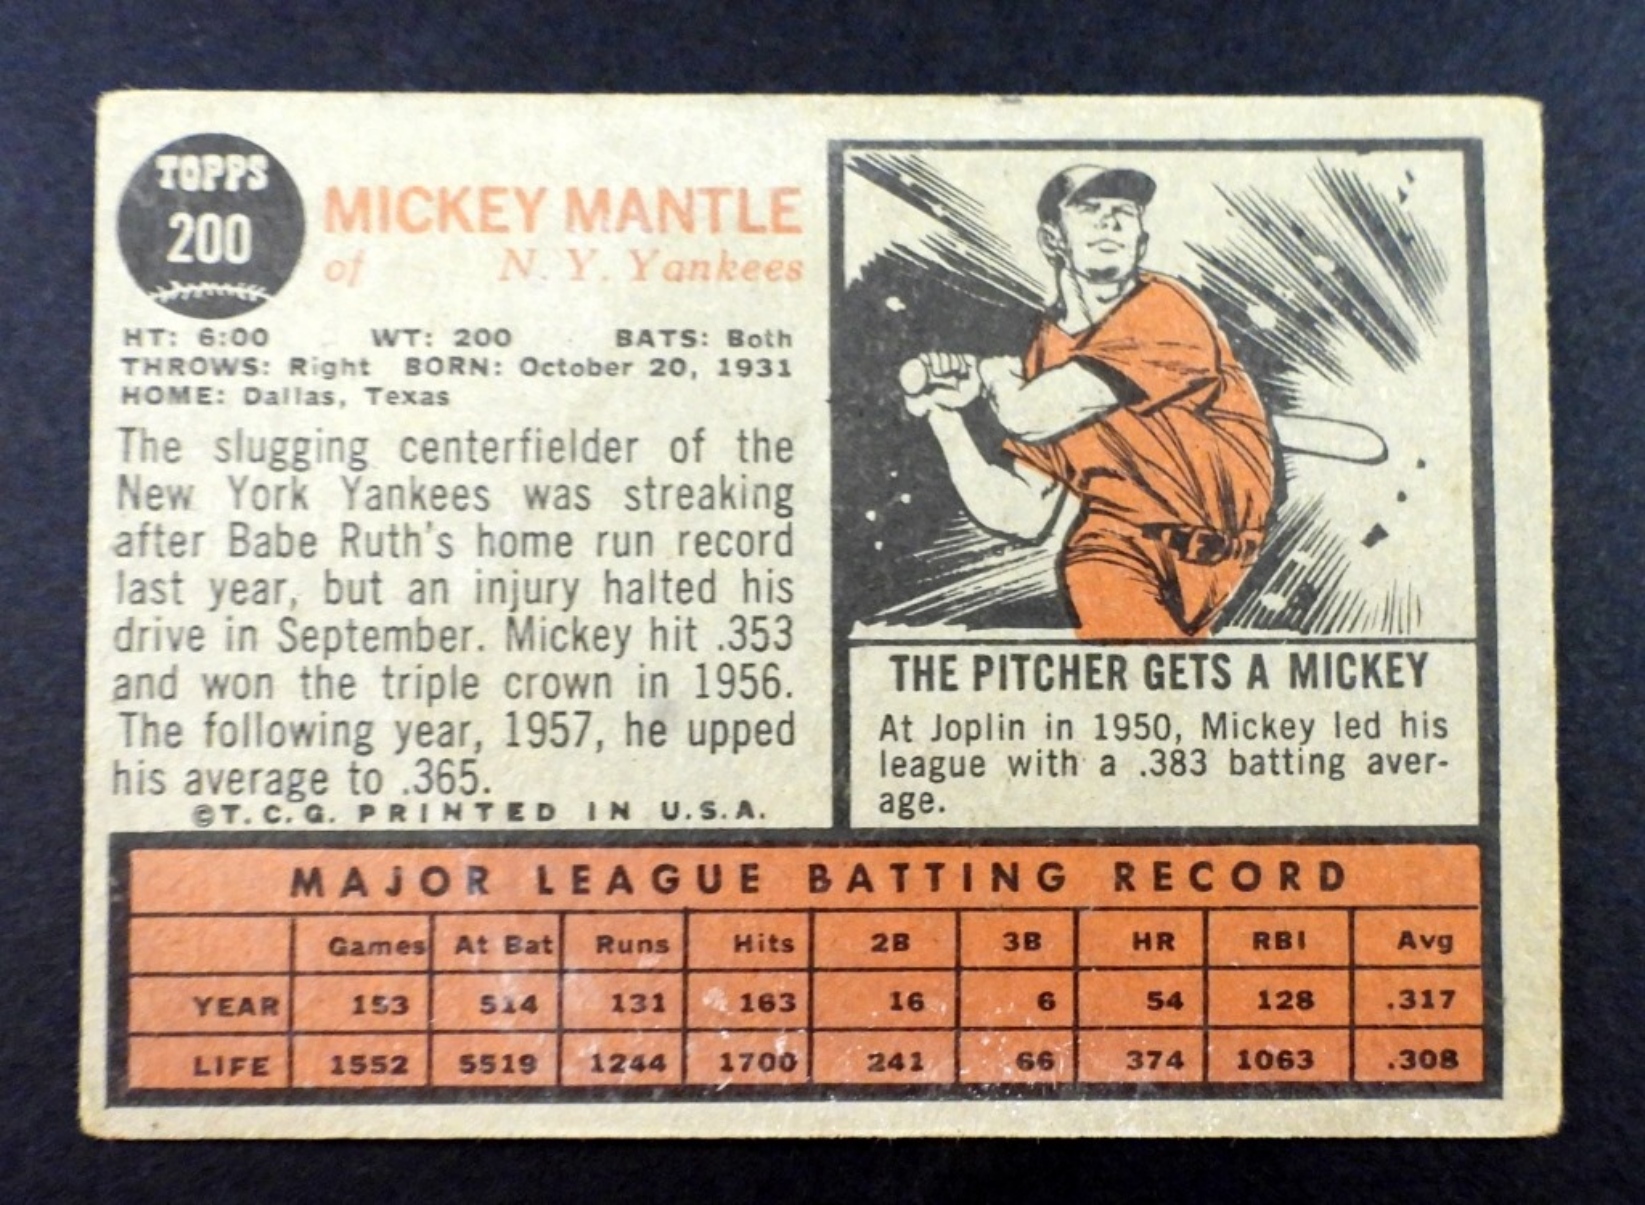 TOPPS
200
MICKEY MANTLE
of N. Y. Yankees
HT: 6:00 WT: 200 BATS: Both
THROWS: Right BORN: October 20, 1931
HOME: Dallas, Texas
The slugging centerfielder of the
New York Yankees was streaking
after Babe Ruth's home run record
last year, but an injury halted his
drive in September. Mickey hit .353
and won the triple crown in 1956.
The following year, 1957, he upped
his average to .365.
©T.C.G. PRINTED IN U.S.A.
THE PITCHER GETS A MICKEY
At Joplin in 1950, Mickey led his
league with a .383 batting aver-
age.
MAJOR LEAGUE BATTING RECORD
Games At Bat Runs Hits 2B 3B HR RBI Avg
YEAR 153 514 131 163 16 6 54 128 .317
LIFE 1552 5519 1244 1700 241 66 374 1063 .308